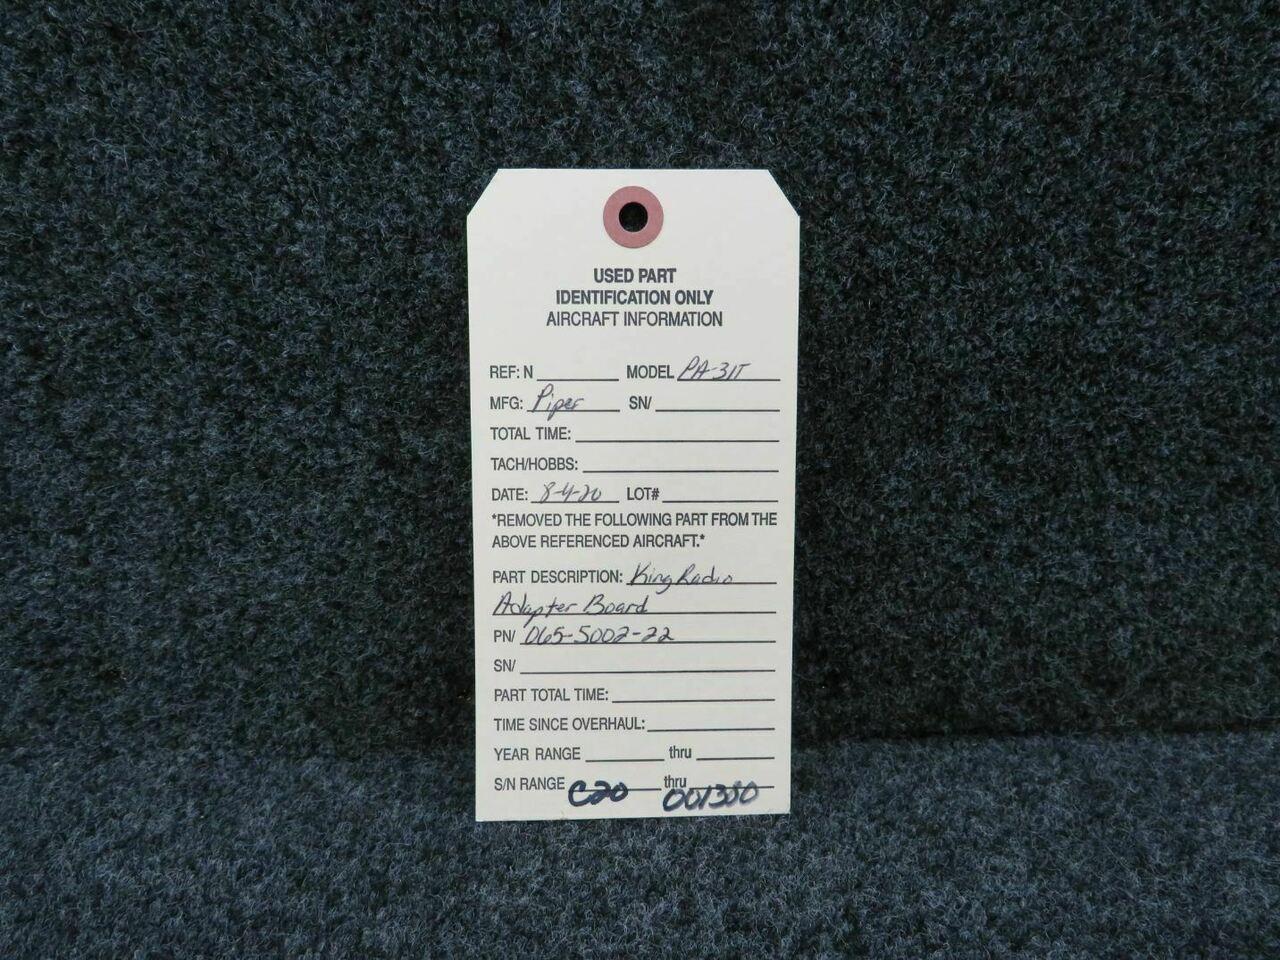 USED PART
IDENTIFICATION ONLY
AIRCRAFT INFORMATION
REF: N MODEL PA-31T
MFG: Piper SN/
TOTAL TIME:
TACH/HOBBS:
DATE: 8-4-20 LOT#
*REMOVED THE FOLLOWING PART FROM THE
ABOVE REFERENCED AIRCRAFT.*
PART DESCRIPTION: King Radio
Adapter Board
PN/ 065-5002-22
SN/
PART TOTAL TIME:
TIME SINCE OVERHAUL:
YEAR RANGE thru
S/N RANGE C20 thru 001350